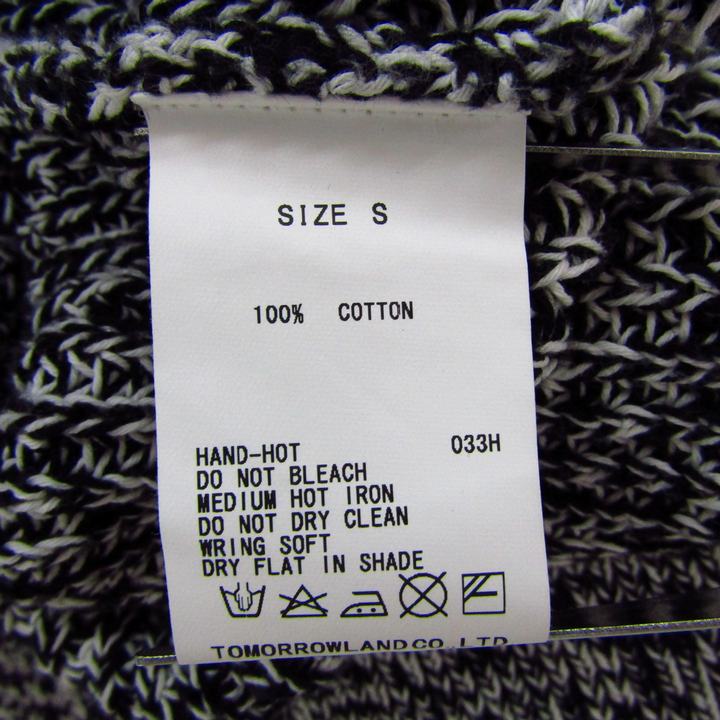 SIZE S
100% COTTON
HAND-HOT 033H
DO NOT BLEACH
MEDIUM HOT IRON
DO NOT DRY CLEAN
WRING SOFT
DRY FLAT IN SHADE
TOMORROWLAND CO.,LTD